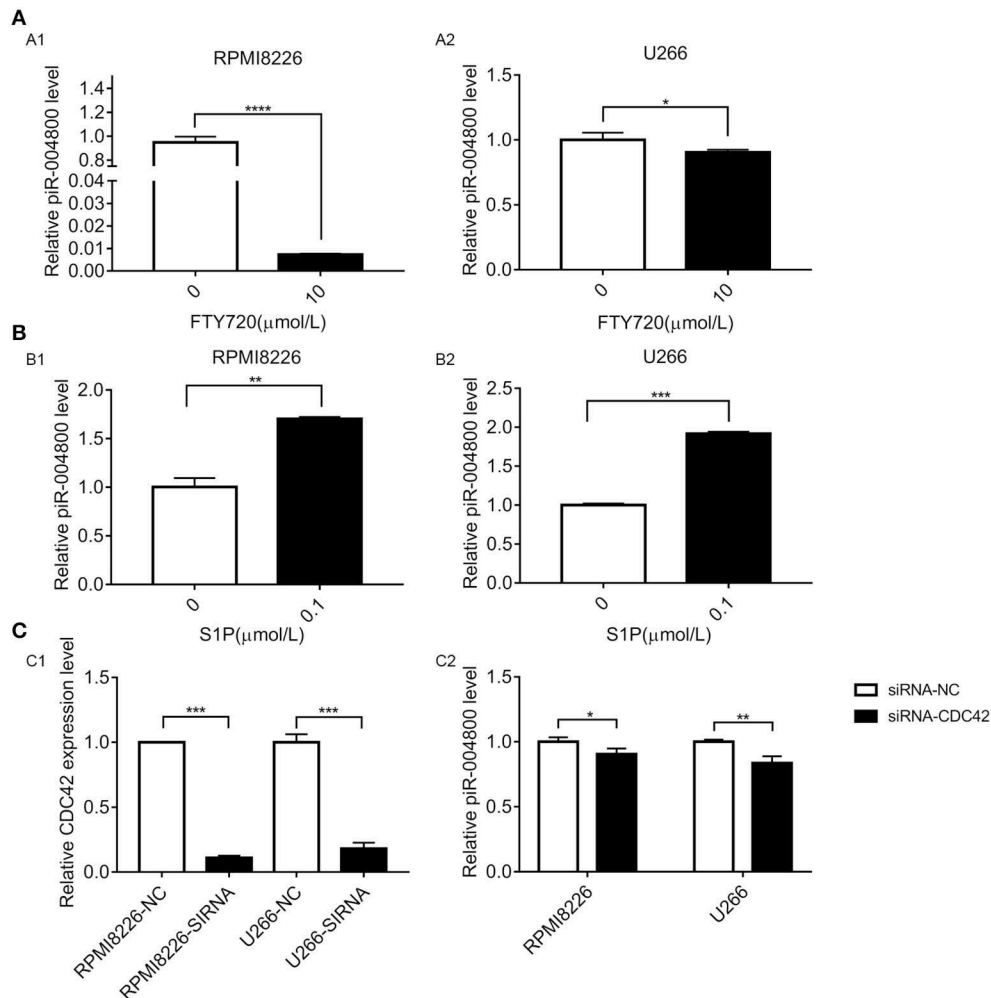 A
A1
RPMI8226
Relative piR-004800 level
1.4
1.2
1.0
0.8
0.04
0.03
0.02
0.01
0.00
****
0
10
FTY720(μmol/L)
A2
U266
Relative piR-004800 level
1.5
1.0
0.5
0.0
*
0
10
FTY720(μmol/L)
B
B1
RPMI8226
Relative piR-004800 level
2.0
1.5
1.0
0.5
0.0
**
0
0.1
S1P(μmol/L)
B2
U266
Relative piR-004800 level
2.5
2.0
1.5
1.0
0.5
0.0
***
0
0.1
S1P(μmol/L)
C
C1
Relative CDC42 expression level
1.5
1.0
0.5
0.0
***
***
RPMI8226-NC
RPMI8226-SIRNA
U266-NC
U266-SIRNA
C2
Relative piR-004800 level
1.5
1.0
0.5
0.0
*
**
RPMI8226
U266
siRNA-NC
siRNA-CDC42